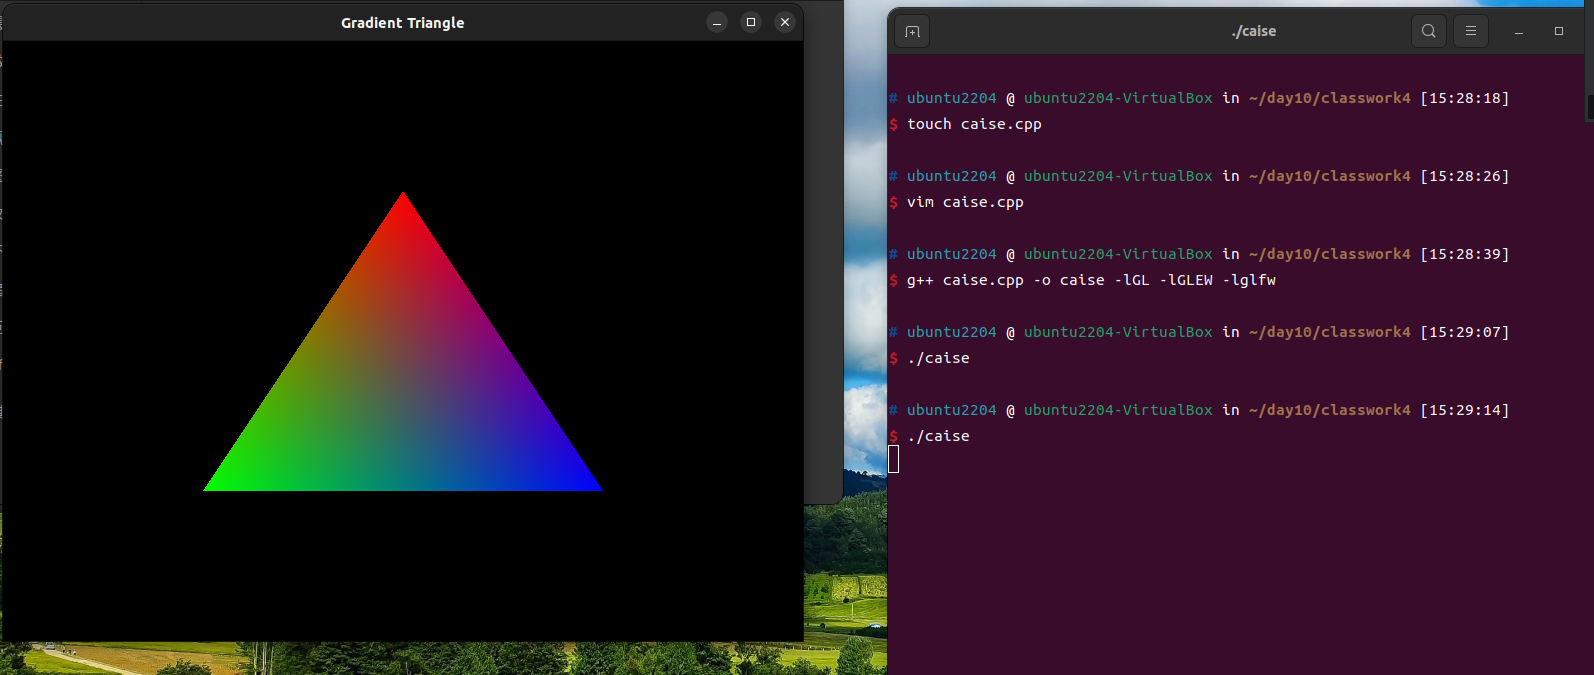 Gradient Triangle
./caise
# ubuntu2204 @ ubuntu2204-VirtualBox in ~/day10/classwork4 [15:28:18]
$ touch caise.cpp
# ubuntu2204 @ ubuntu2204-VirtualBox in ~/day10/classwork4 [15:28:26]
$ vim caise.cpp
# ubuntu2204 @ ubuntu2204-VirtualBox in ~/day10/classwork4 [15:28:39]
$ g++ caise.cpp -o caise -lGL -lGLEW -lglfw
# ubuntu2204 @ ubuntu2204-VirtualBox in ~/day10/classwork4 [15:29:07]
$ ./caise
# ubuntu2204 @ ubuntu2204-VirtualBox in ~/day10/classwork4 [15:29:14]
$ ./caise